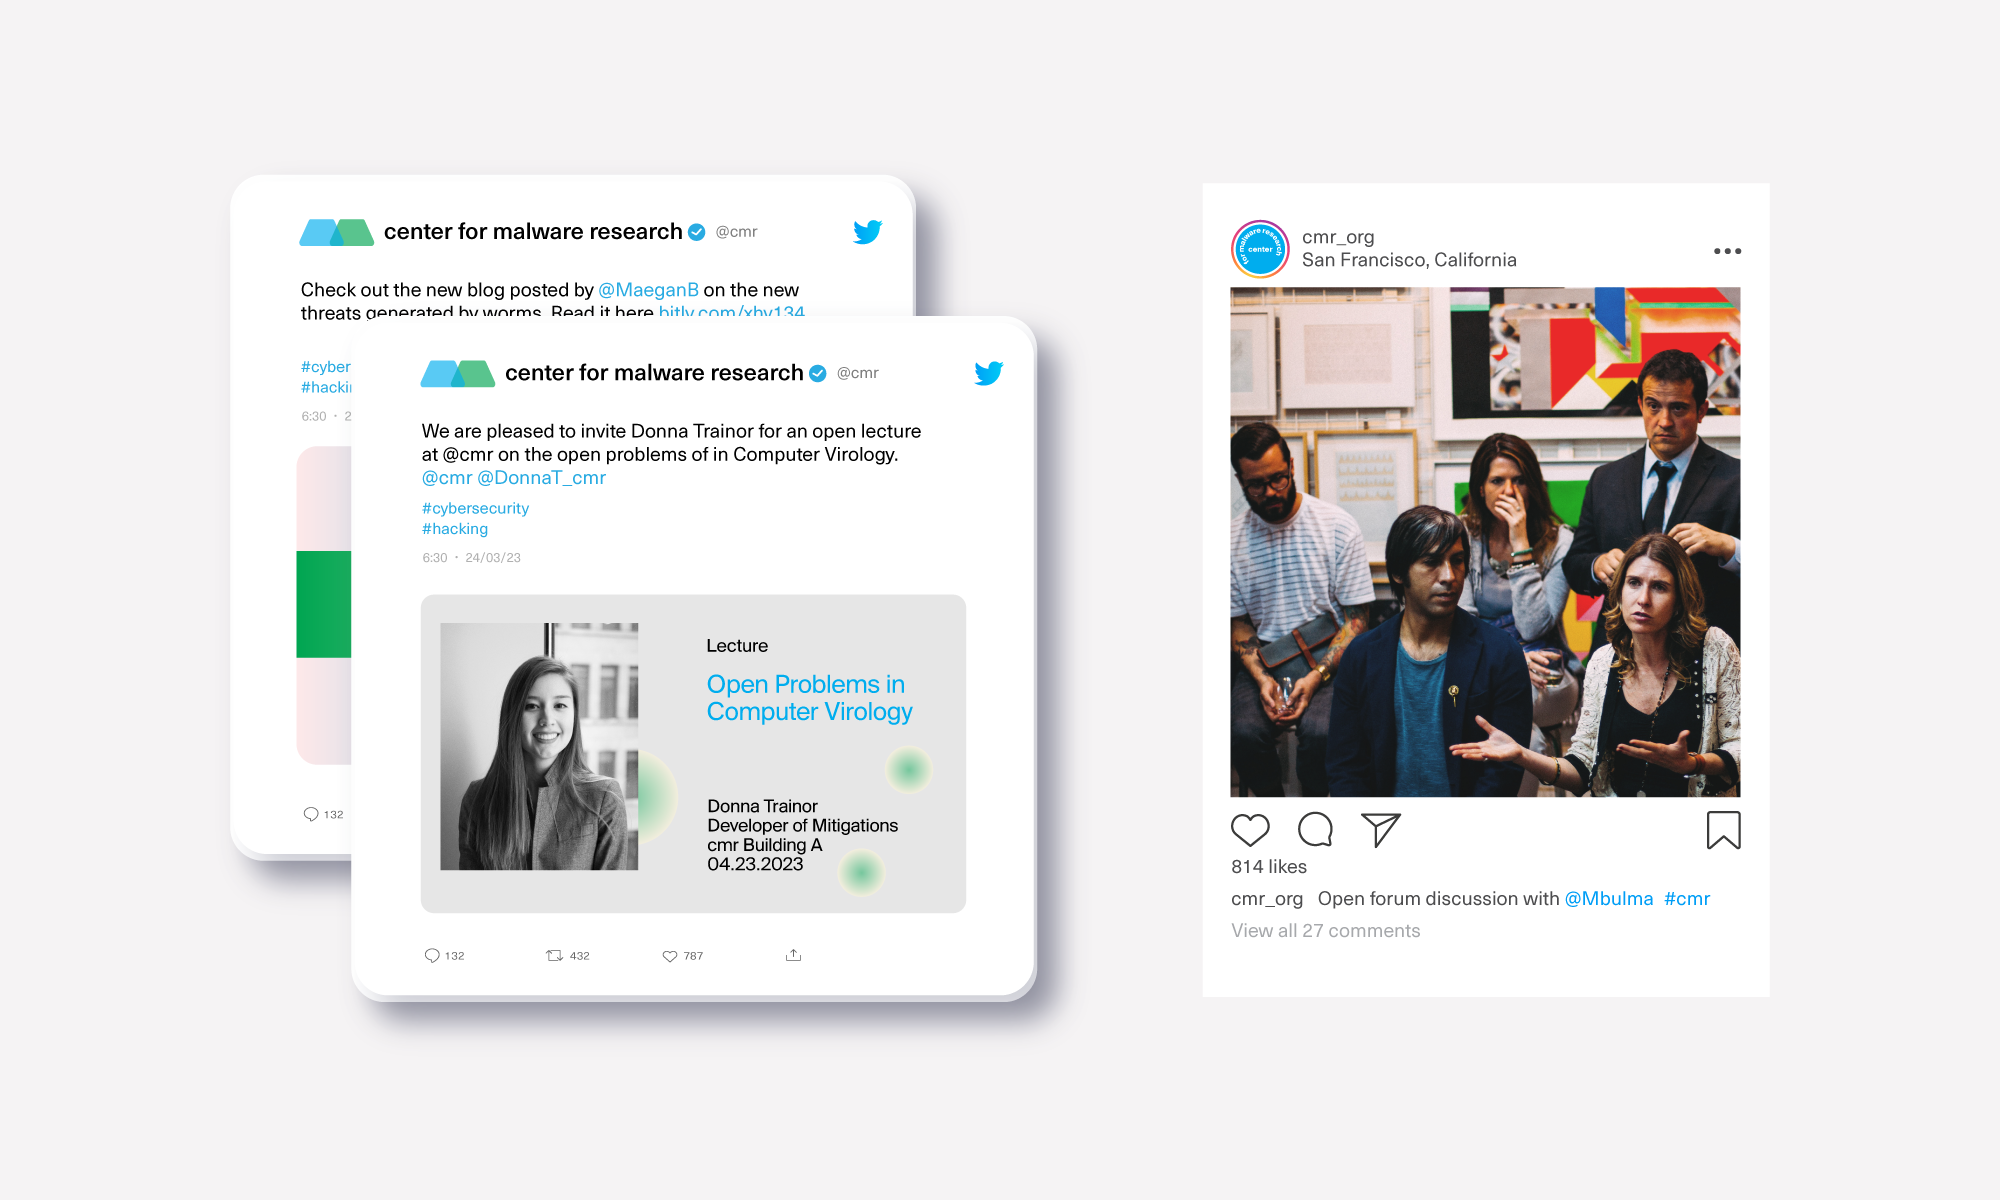 center for malware research @cmr
Check out the new blog posted by @MaeganB on the new
threats generated by worms. Read it here bitly.com/xhy134
#cyber
#hackin
6:30 · 2
132
center for malware research @cmr
We are pleased to invite Donna Trainor for an open lecture
at @cmr on the open problems of in Computer Virology.
@cmr @DonnaT_cmr
#cybersecurity
#hacking
6:30 · 24/03/23
Lecture
Open Problems in
Computer Virology
Donna Trainor
Developer of Mitigations
cmr Building A
04.23.2023
132 432 787
center
for malware research
cmr_org
San Francisco, California
814 likes
cmr_org Open forum discussion with @Mbulma #cmr
View all 27 comments